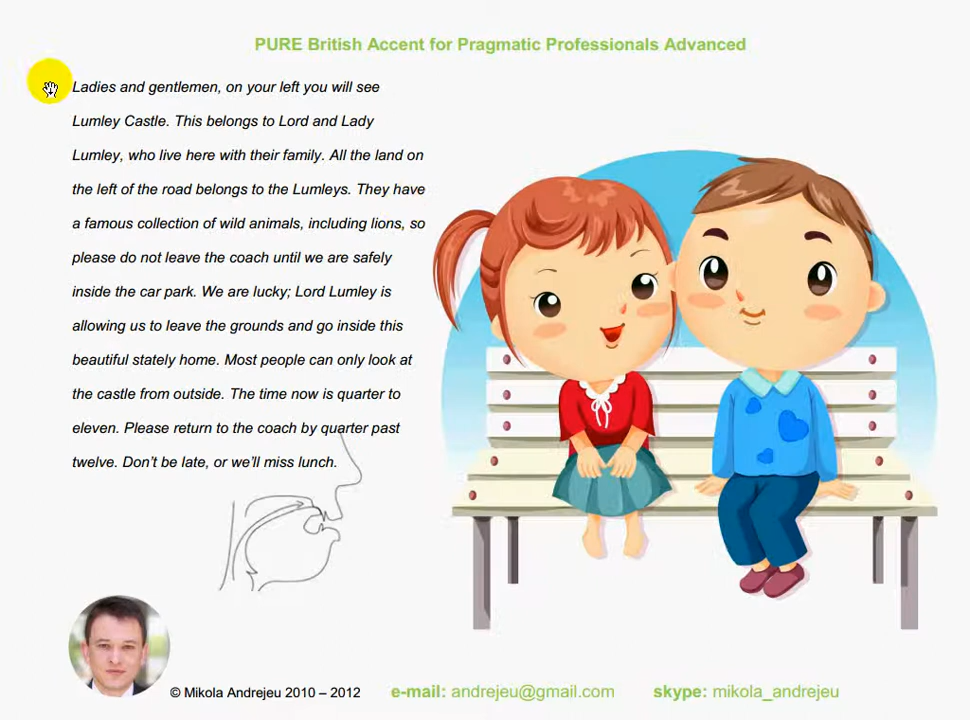 PURE British Accent for Pragmatic Professionals Advanced
Ladies and gentlemen, on your left you will see
Lumley Castle. This belongs to Lord and Lady
Lumley, who live here with their family. All the land on
the left of the road belongs to the Lumleys. They have
a famous collection of wild animals, including lions, so
please do not leave the coach until we are safely
inside the car park. We are lucky; Lord Lumley is
allowing us to leave the grounds and go inside this
beautiful stately home. Most people can only look at
the castle from outside. The time now is quarter to
eleven. Please return to the coach by quarter past
twelve. Don’t be late, or we’ll miss lunch.
© Mikola Andrejeu 2010 – 2012 e-mail: andrejeu@gmail.com skype: mikola_andrejeu